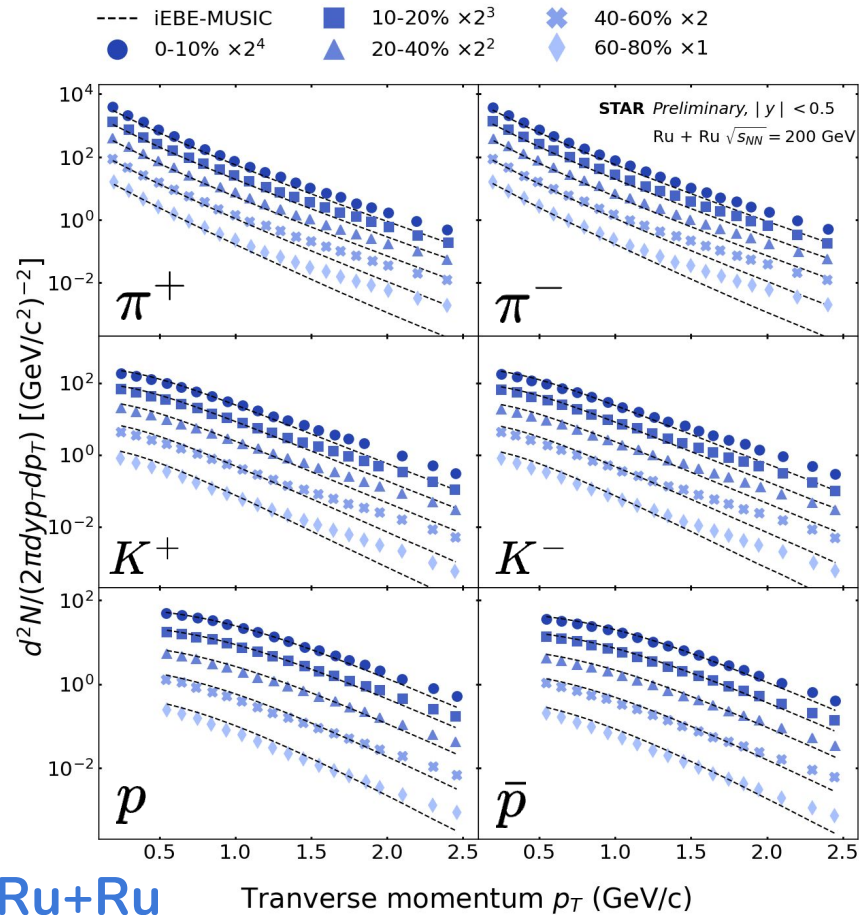 iEBE-MUSIC 10-20% ×2³ 40-60% ×2
0-10% ×2⁴ 20-40% ×2² 60-80% ×1
STAR Preliminary, | y | < 0.5
Ru + Ru √s_NN = 200 GeV
10⁴
10²
10⁰
10⁻²
π⁺ π⁻
10²
10⁰
10⁻²
K⁺ K⁻
10²
10⁰
10⁻²
p p̄
d²N/(2πdyp_Tdp_T) [(GeV/c²)⁻²]
0.5 1.0 1.5 2.0 2.5 0.5 1.0 1.5 2.0 2.5
Ru+Ru Tranverse momentum p_T (GeV/c)